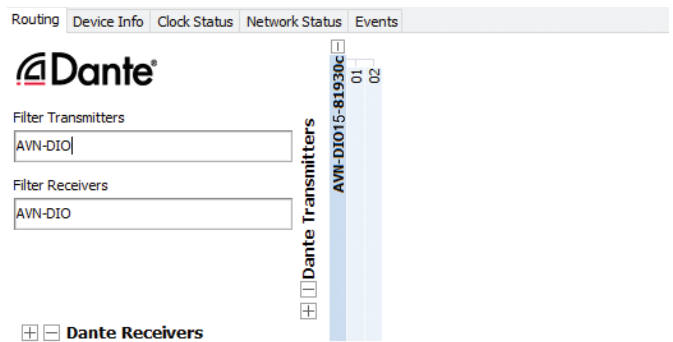 Routing Device Info Clock Status Network Status Events
Dante®
Filter Transmitters
AVN-DIO
Filter Receivers
AVN-DIO
Dante Transmitters
AVN-DIO15-81930c
01
02
Dante Receivers